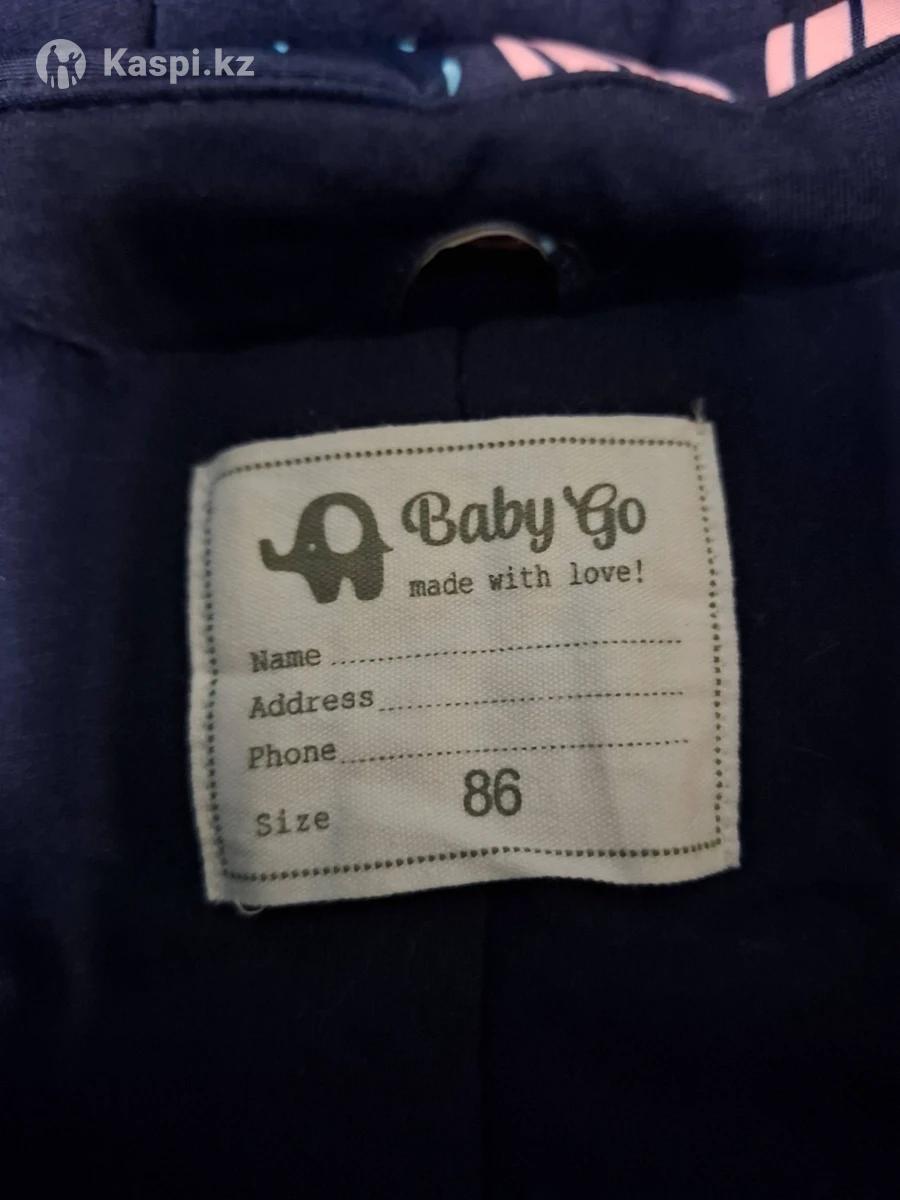 Kaspi.kz
Baby Go
made with love!
Name
Address
Phone
Size 86